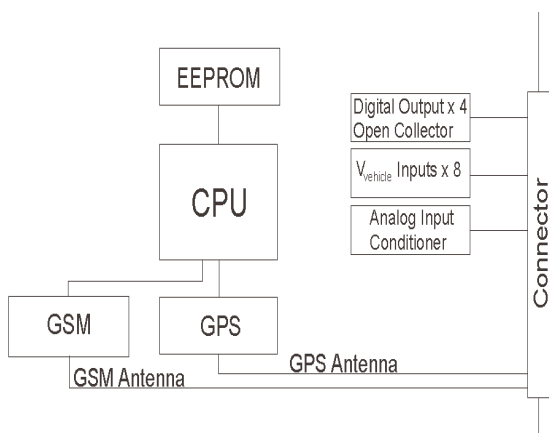 EEPROM
Digital Output x 4
Open Collector
Vvehicle Inputs x 8
CPU
Analog Input
Conditioner
Connector
GSM
GPS
GPS Antenna
GSM Antenna